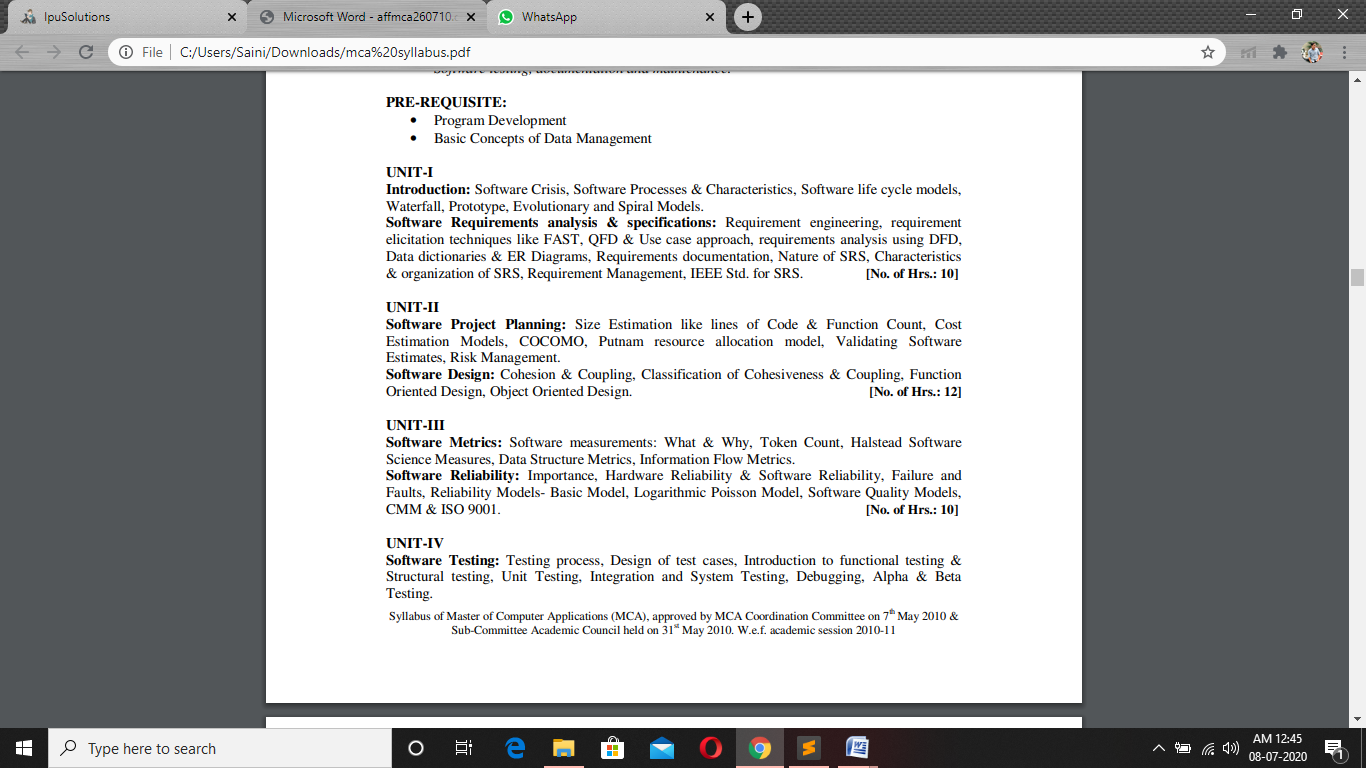 IpuSolutions
Microsoft Word - affmca260710.
WhatsApp
File
C:/Users/Saini/Downloads/mca%20syllabus.pdf
Software testing, documentation and maintenance.
PRE-REQUISITE:
• Program Development
• Basic Concepts of Data Management
UNIT-I
Introduction: Software Crisis, Software Processes & Characteristics, Software life cycle models,
Waterfall, Prototype, Evolutionary and Spiral Models.
Software Requirements analysis & specifications: Requirement engineering, requirement
elicitation techniques like FAST, QFD & Use case approach, requirements analysis using DFD,
Data dictionaries & ER Diagrams, Requirements documentation, Nature of SRS, Characteristics
& organization of SRS, Requirement Management, IEEE Std. for SRS. [No. of Hrs.: 10]
UNIT-II
Software Project Planning: Size Estimation like lines of Code & Function Count, Cost
Estimation Models, COCOMO, Putnam resource allocation model, Validating Software
Estimates, Risk Management.
Software Design: Cohesion & Coupling, Classification of Cohesiveness & Coupling, Function
Oriented Design, Object Oriented Design. [No. of Hrs.: 12]
UNIT-III
Software Metrics: Software measurements: What & Why, Token Count, Halstead Software
Science Measures, Data Structure Metrics, Information Flow Metrics.
Software Reliability: Importance, Hardware Reliability & Software Reliability, Failure and
Faults, Reliability Models- Basic Model, Logarithmic Poisson Model, Software Quality Models,
CMM & ISO 9001. [No. of Hrs.: 10]
UNIT-IV
Software Testing: Testing process, Design of test cases, Introduction to functional testing &
Structural testing, Unit Testing, Integration and System Testing, Debugging, Alpha & Beta
Testing.
Syllabus of Master of Computer Applications (MCA), approved by MCA Coordination Committee on 7th May 2010 &
Sub-Committee Academic Council held on 31st May 2010. W.e.f. academic session 2010-11
Type here to search
AM 12:45
08-07-2020
1